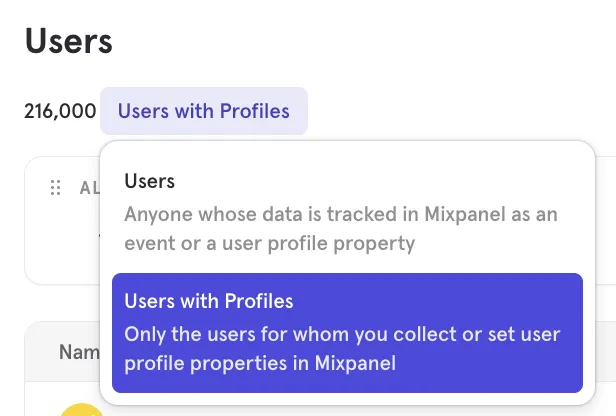 Users
216,000 Users with Profiles
Users
Anyone whose data is tracked in Mixpanel as an
event or a user profile property
AL
Users with Profiles
Only the users for whom you collect or set user
profile properties in Mixpanel
Nam